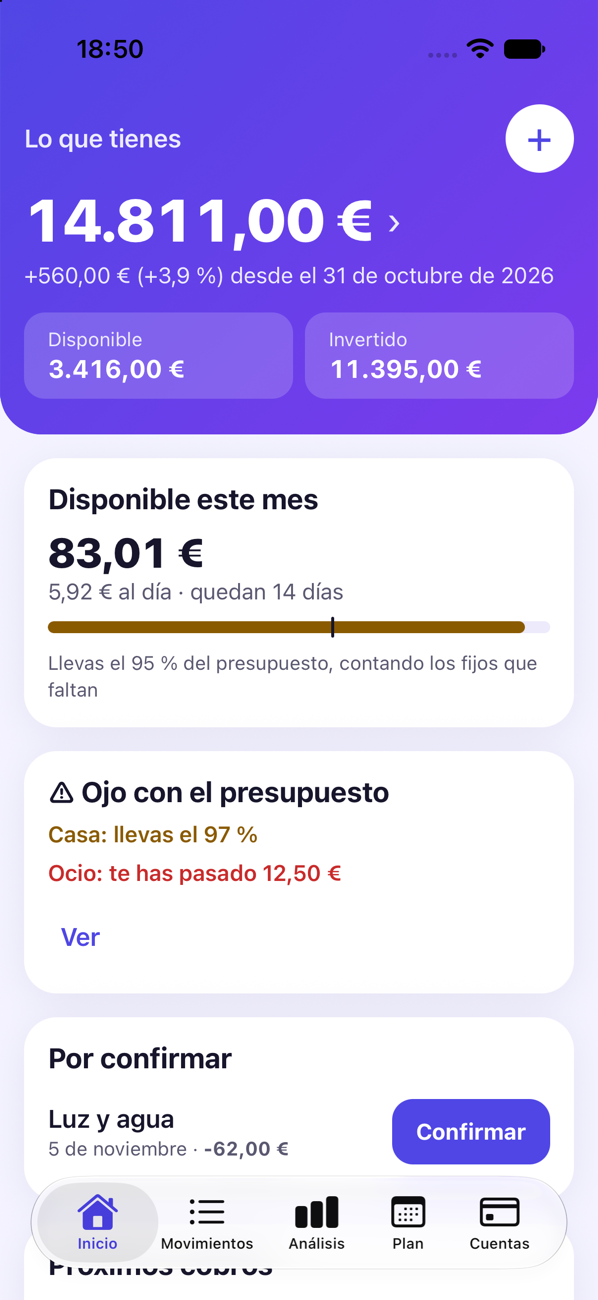 18:50
Lo que tienes
+
14.811,00 € ›
+560,00 € (+3,9 %) desde el 31 de octubre de 2026
Disponible
3.416,00 €
Invertido
11.395,00 €
Disponible este mes
83,01 €
5,92 € al día · quedan 14 días
Llevas el 95 % del presupuesto, contando los fijos que
faltan
Ojo con el presupuesto
Casa: llevas el 97 %
Ocio: te has pasado 12,50 €
Ver
Por confirmar
Luz y agua
5 de noviembre · -62,00 €
Confirmar
Próximos cobros
Inicio
Movimientos
Análisis
Plan
Cuentas